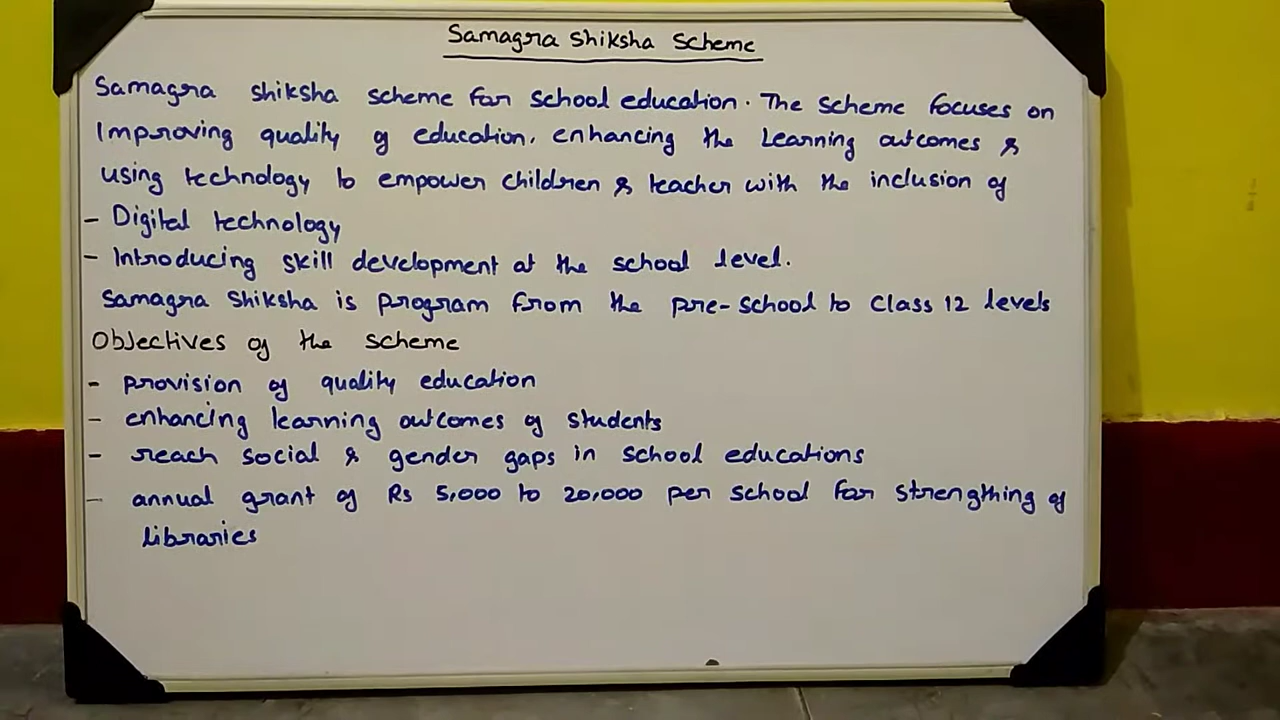 Samagra Shiksha Scheme
Samagra shiksha scheme for school education. The scheme focuses on
Improving quality of education, enhancing the Learning outcomes &
using technology to empower children & teacher with the inclusion of
- Digital technology
- Introducing skill development at the school level.
Samagra Shiksha is program from the pre-school to Class 12 levels
Objectives of the scheme
- provision of quality education
- enhancing learning outcomes of students
- reach social & gender gaps in school educations
- annual grant of Rs 5,000 to 20,000 per school for strengthing of
libraries